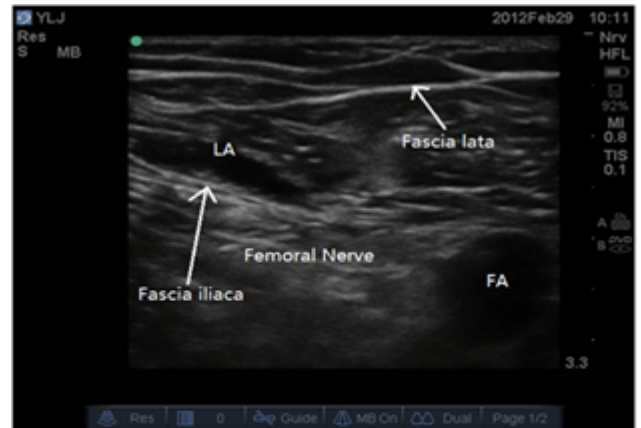 YLJ 2012Feb29 10:11
Res Nrv
S MB HFL
92%
MI
Fascia lata 0.8
LA TIS
0.1
A
Femoral Nerve B DVD
Fascia iliaca FA
3.3
Res 0 Guide MB On Dual Page 1/2